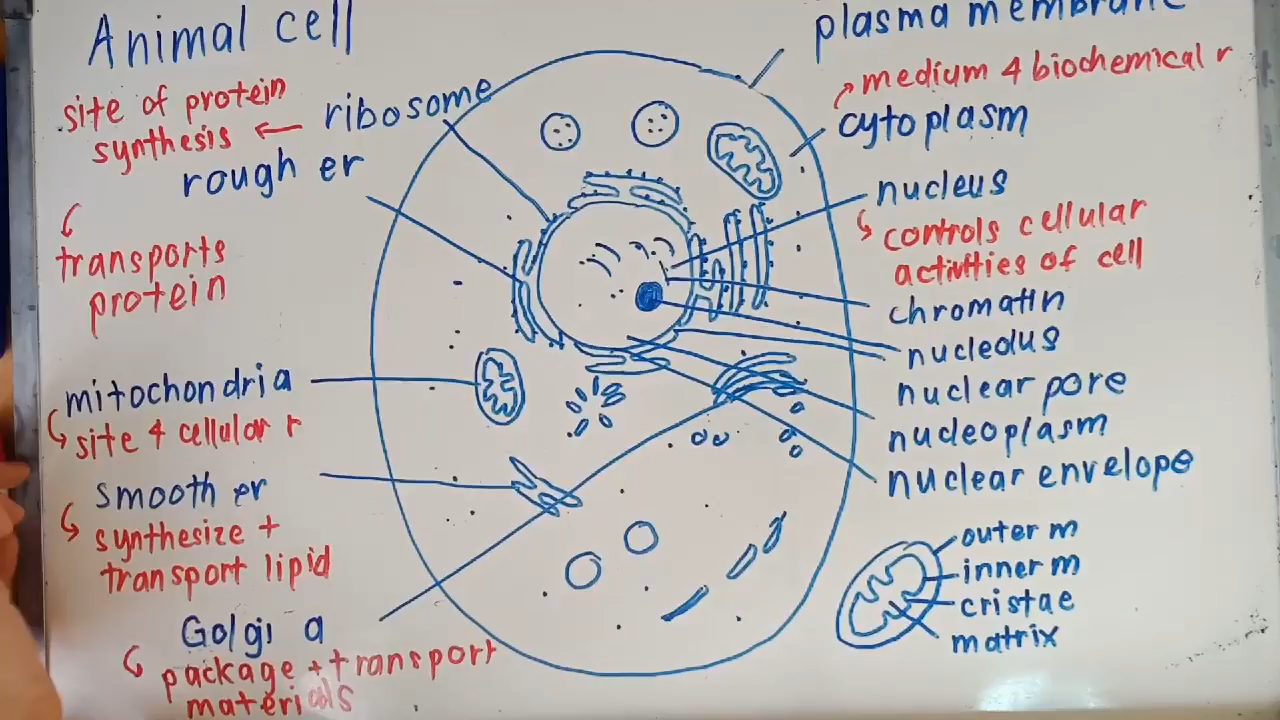 Animal cell
plasma membrane
site of protein
synthesis ←
ribosome
medium 4 biochemical r
cytoplasm
rough er
transports
protein
nucleus
controls cellular
activities of cell
chromatin
nucleolus
nuclear pore
nucleoplasm
nuclear envelope
mitochondria
site 4 cellular r
smooth er
synthesize +
transport lipid
Golgi a
package + transport
materials
outer m
inner m
cristae
matrix